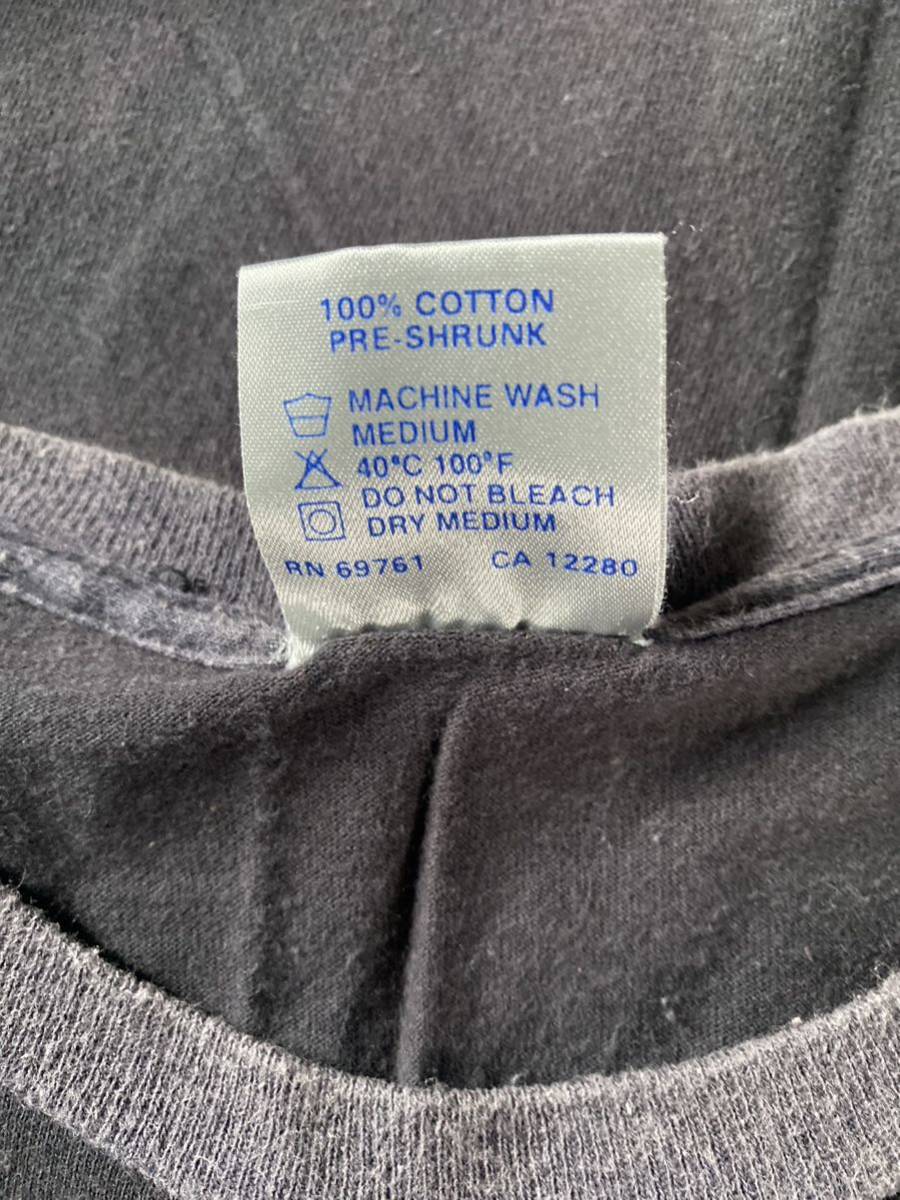 100% COTTON
PRE-SHRUNK
MACHINE WASH
MEDIUM
40°C 100°F
DO NOT BLEACH
DRY MEDIUM
RN 69761 CA 12280